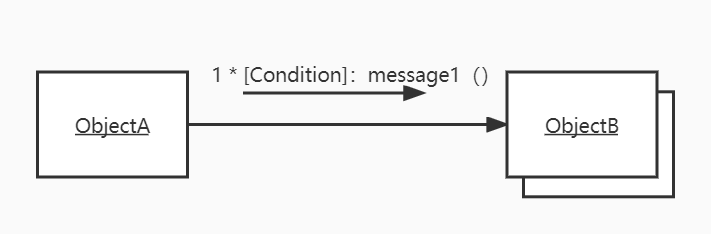 1 * [Condition]：message1（）
ObjectA
ObjectB